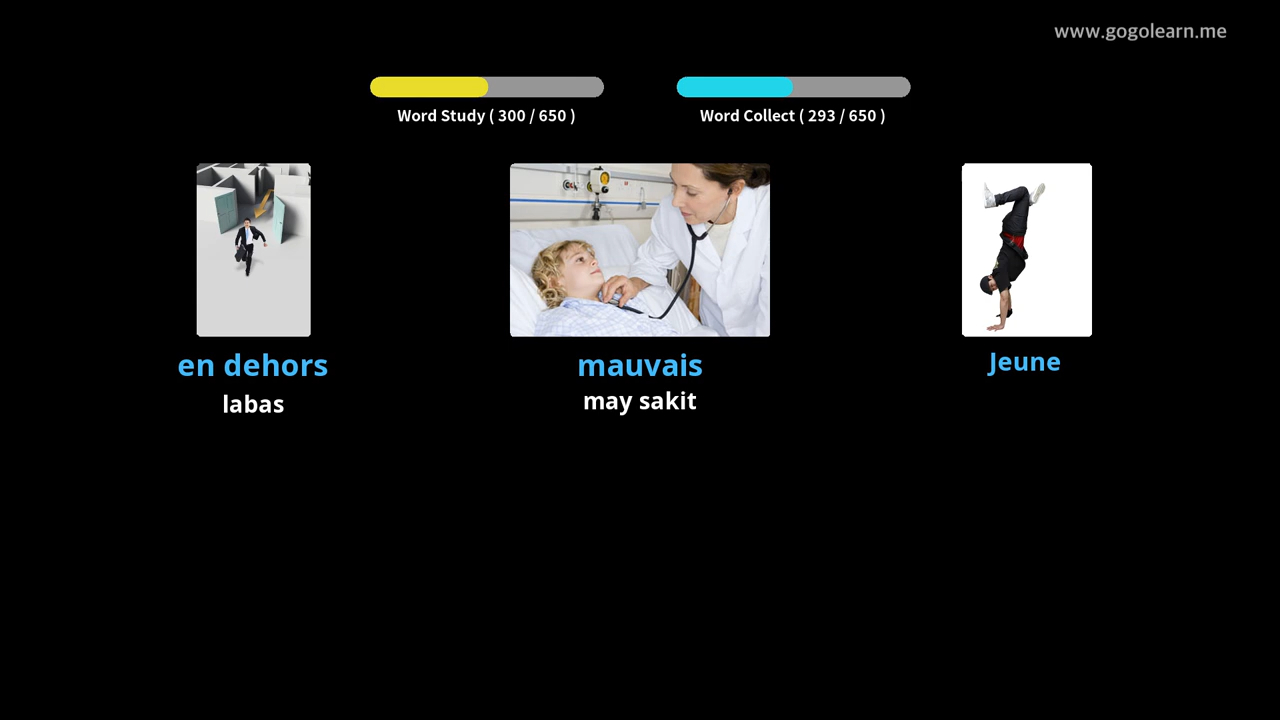 www.gogolearn.me
Word Study ( 300 / 650 )
Word Collect ( 293 / 650 )
en dehors
labas
mauvais
may sakit
Jeune